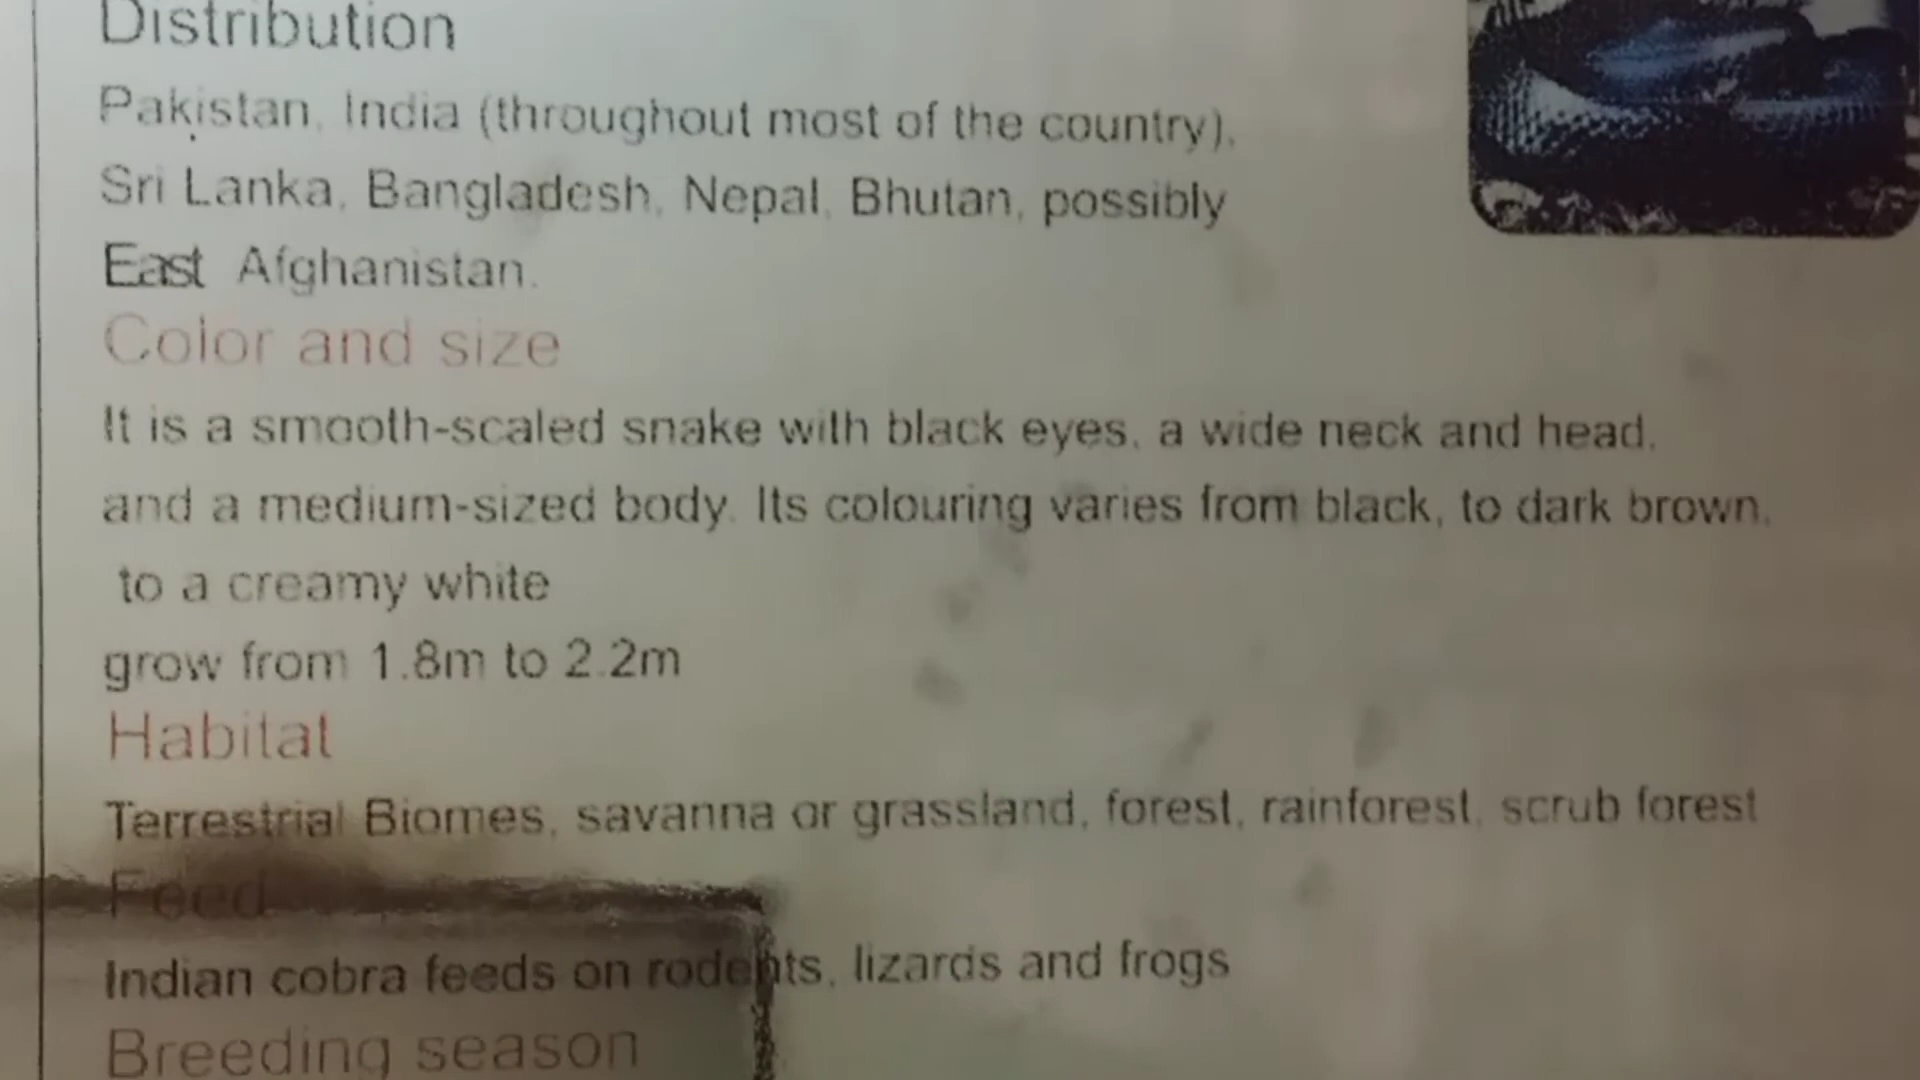 Distribution
Pakistan, India (throughout most of the country),
Sri Lanka, Bangladesh, Nepal, Bhutan, possibly
East Afghanistan.
Color and size
It is a smooth-scaled snake with black eyes, a wide neck and head,
and a medium-sized body. Its colouring varies from black, to dark brown,
to a creamy white
grow from 1.8m to 2.2m
Habitat
Terrestrial Biomes, savanna or grassland, forest, rainforest, scrub forest
Feed
Indian cobra feeds on rodents, lizards and frogs
Breeding season